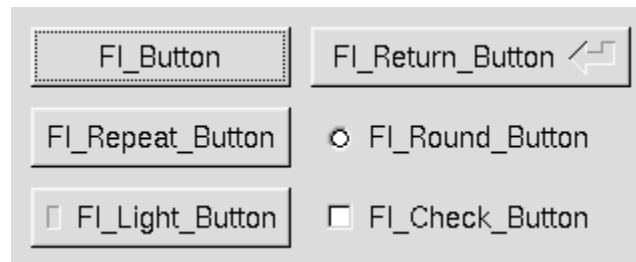 Fl_Button
Fl_Return_Button
Fl_Repeat_Button
Fl_Round_Button
Fl_Light_Button
Fl_Check_Button